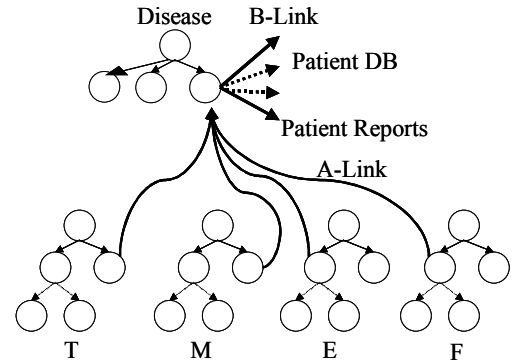 Disease
B-Link
Patient DB
Patient Reports
A-Link
T M E F